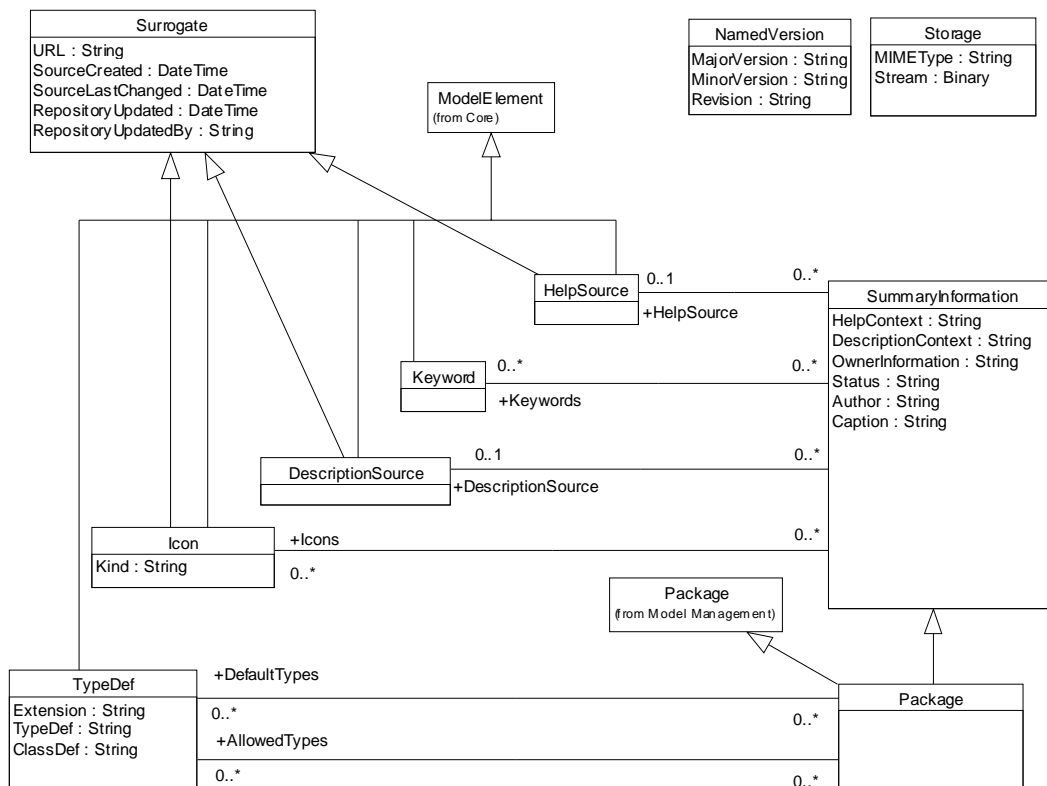 Surrogate
URL : String
SourceCreated : DateTime
SourceLastChanged : DateTime
RepositoryUpdated : DateTime
RepositoryUpdatedBy : String
NamedVersion
MajorVersion : String
MinorVersion : String
Revision : String
Storage
MIMEType : String
Stream : Binary
ModelElement
(from Core)
HelpSource
0..1
0..*
+HelpSource
SummaryInformation
HelpContext : String
DescriptionContext : String
OwnerInformation : String
Status : String
Author : String
Caption : String
Keyword
0..*
0..*
+Keywords
DescriptionSource
0..1
0..*
+DescriptionSource
Icon
Kind : String
+Icons
0..*
0..*
Package
(from Model Management)
TypeDef
Extension : String
TypeDef : String
ClassDef : String
+DefaultTypes
0..*
0..*
+AllowedTypes
0..*
0..*
Package